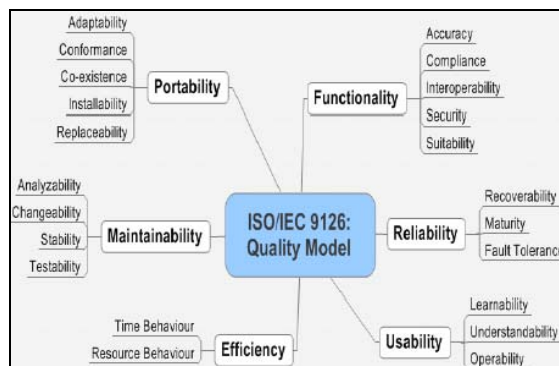 ISO/IEC 9126:
Quality Model
Portability
Adaptability
Conformance
Co-existence
Installability
Replaceability
Maintainability
Analyzability
Changeability
Stability
Testability
Efficiency
Time Behaviour
Resource Behaviour
Functionality
Accuracy
Compliance
Interoperability
Security
Suitability
Reliability
Recoverability
Maturity
Fault Tolerance
Usability
Learnability
Understandability
Operability